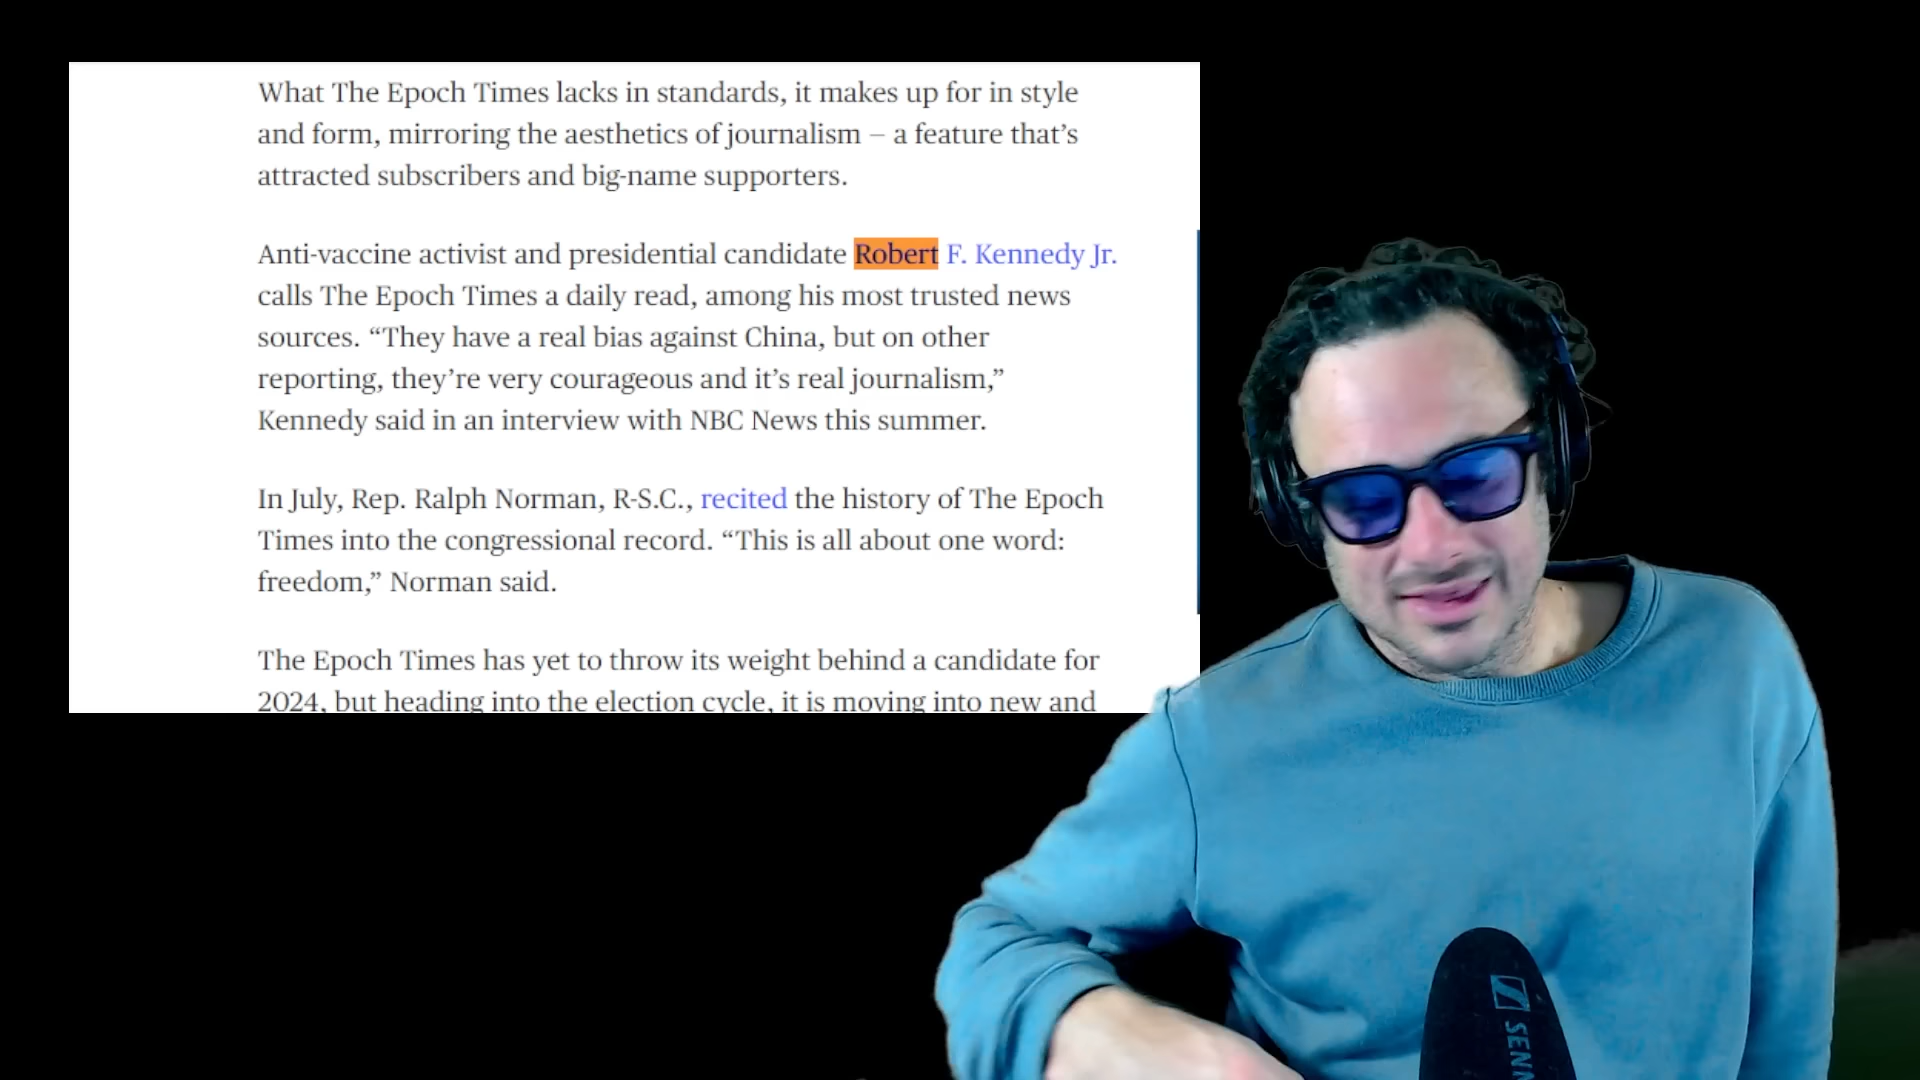 What The Epoch Times lacks in standards, it makes up for in style
and form, mirroring the aesthetics of journalism – a feature that’s
attracted subscribers and big-name supporters.
Anti-vaccine activist and presidential candidate Robert F. Kennedy Jr.
calls The Epoch Times a daily read, among his most trusted news
sources. “They have a real bias against China, but on other
reporting, they’re very courageous and it’s real journalism,”
Kennedy said in an interview with NBC News this summer.
In July, Rep. Ralph Norman, R-S.C., recited the history of The Epoch
Times into the congressional record. “This is all about one word:
freedom,” Norman said.
The Epoch Times has yet to throw its weight behind a candidate for
2024, but heading into the election cycle, it is moving into new and
SENN